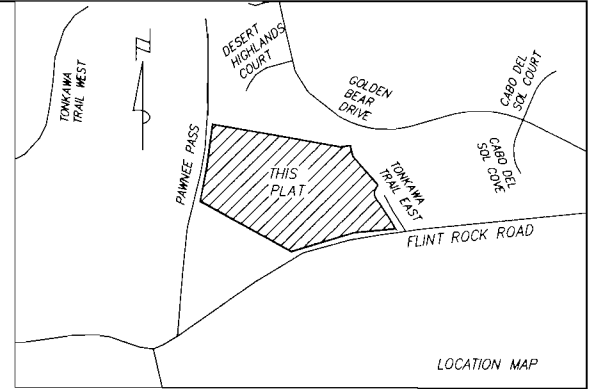 TONKAWA
TRAIL WEST
N
PAWNEE PASS
DESERT
HIGHLANDS
COURT
GOLDEN
BEAR
DRIVE
CABO DEL
SOL COURT
CABO DEL
SOL COVE
THIS
PLAT
TONKAWA
TRAIL EAST
FLINT ROCK ROAD
LOCATION MAP